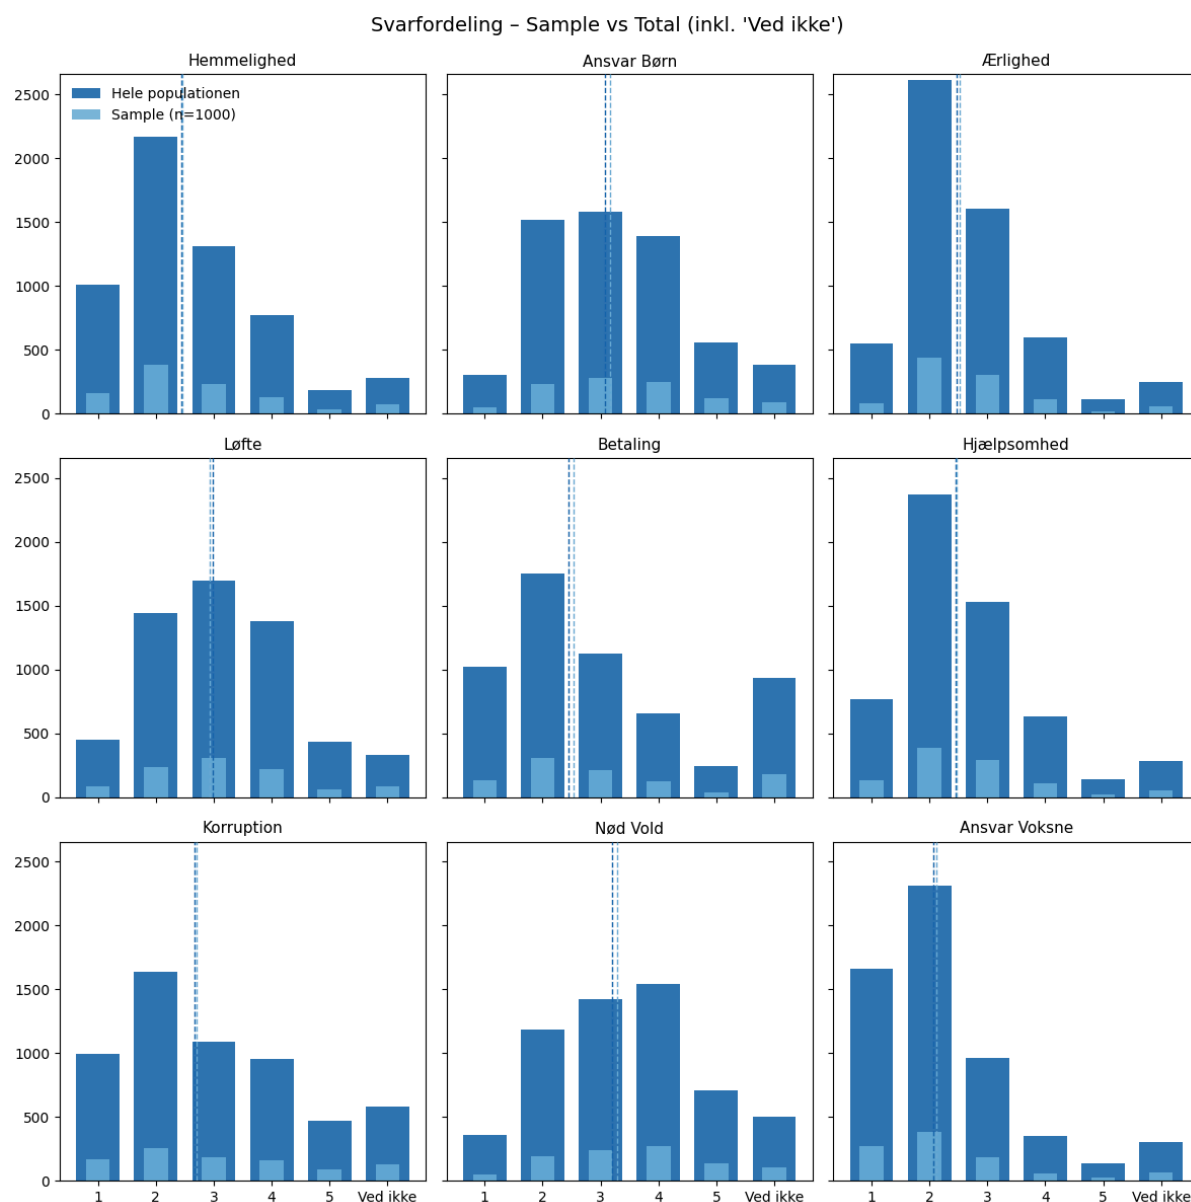 Svarfordeling – Sample vs Total (inkl. 'Ved ikke')
Hemmelighed
Ansvar Børn
Ærlighed
Hele populationen
Sample (n=1000)
2500
2000
1500
1000
500
0
Løfte
Betaling
Hjælpsomhed
2500
2000
1500
1000
500
0
Korruption
Nød Vold
Ansvar Voksne
2500
2000
1500
1000
500
0
1 2 3 4 5 Ved ikke
1 2 3 4 5 Ved ikke
1 2 3 4 5 Ved ikke